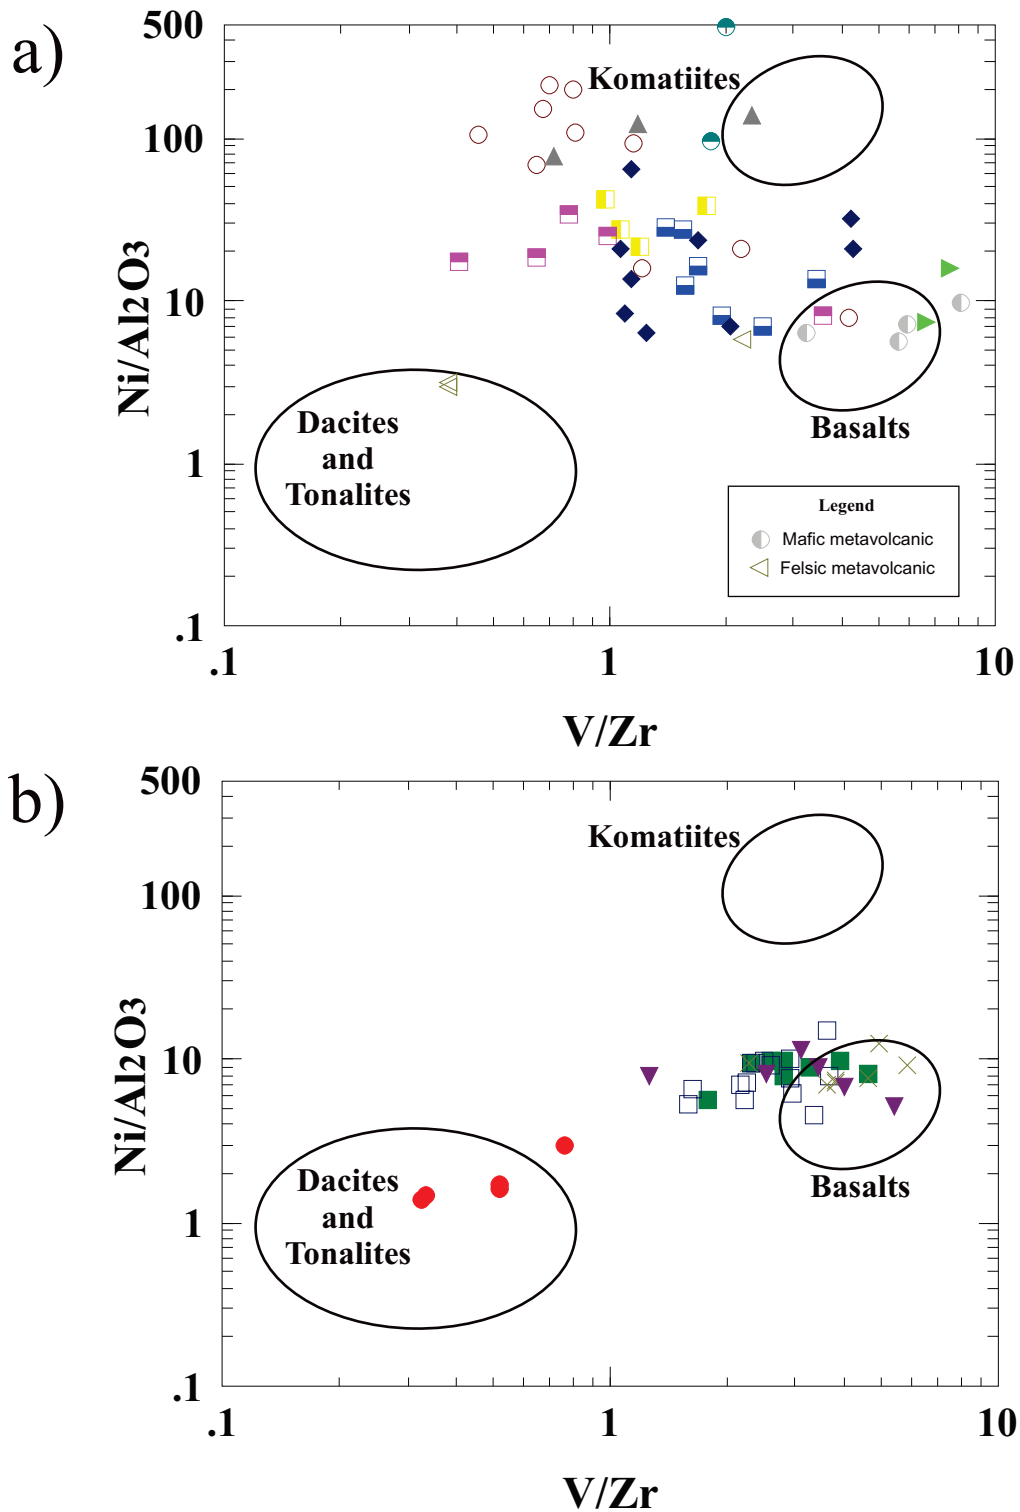 a)
500
100
10
1
.1
Ni/Al2O3
Komatiites
Dacites
and
Tonalites
Basalts
Legend
Mafic metavolcanic
Felsic metavolcanic
.1
1
10
V/Zr
b)
500
100
10
1
.1
Ni/Al2O3
Komatiites
Dacites
and
Tonalites
Basalts
.1
1
10
V/Zr